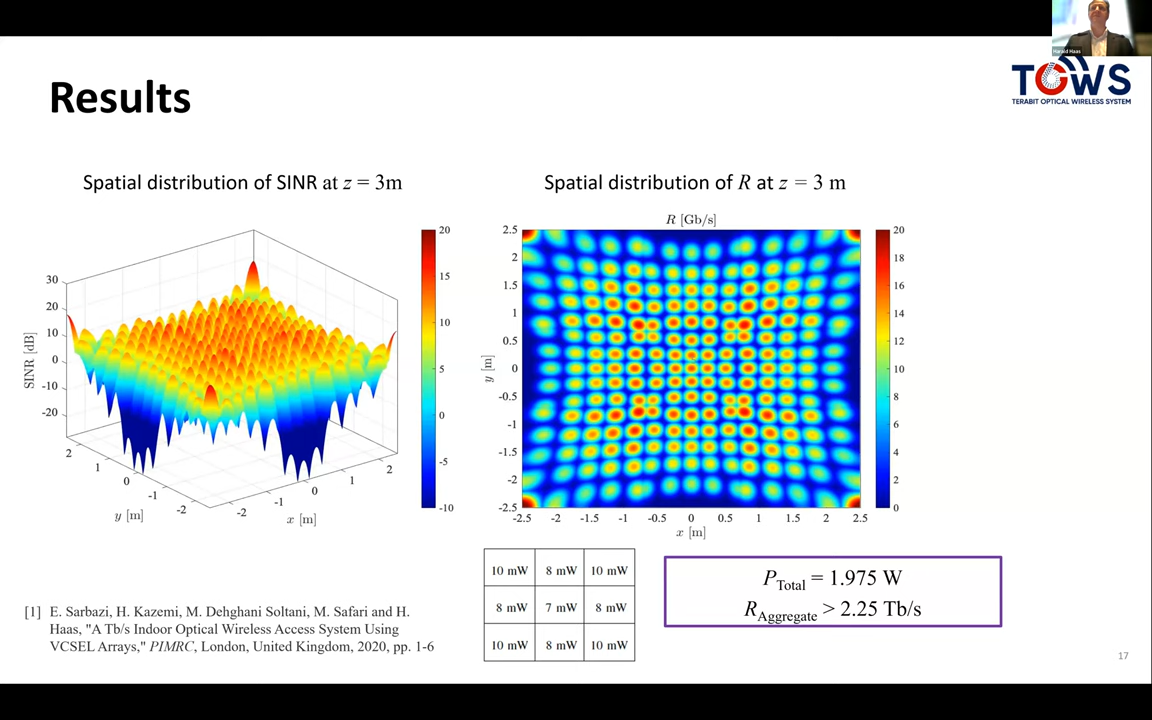 Harald Haas
TOWS
TERABIT OPTICAL WIRELESS SYSTEM
Results
Spatial distribution of SINR at z = 3m
30
20
10
0
-10
-20
SINR [dB]
2
1
0
-1
-2
y [m]
-2
-1
0
1
2
x [m]
20
15
10
5
0
-5
-10
Spatial distribution of R at z = 3 m
R [Gb/s]
2.5
2
1.5
1
0.5
0
-0.5
-1
-1.5
-2
-2.5
y [m]
-2.5 -2 -1.5 -1 -0.5 0 0.5 1 1.5 2 2.5
x [m]
20
18
16
14
12
10
8
6
4
2
0
10 mW 8 mW 10 mW
8 mW 7 mW 8 mW
10 mW 8 mW 10 mW
P Total = 1.975 W
R Aggregate > 2.25 Tb/s
[1] E. Sarbazi, H. Kazemi, M. Dehghani Soltani, M. Safari and H.
Haas, "A Tb/s Indoor Optical Wireless Access System Using
VCSEL Arrays," PIMRC, London, United Kingdom, 2020, pp. 1-6
17